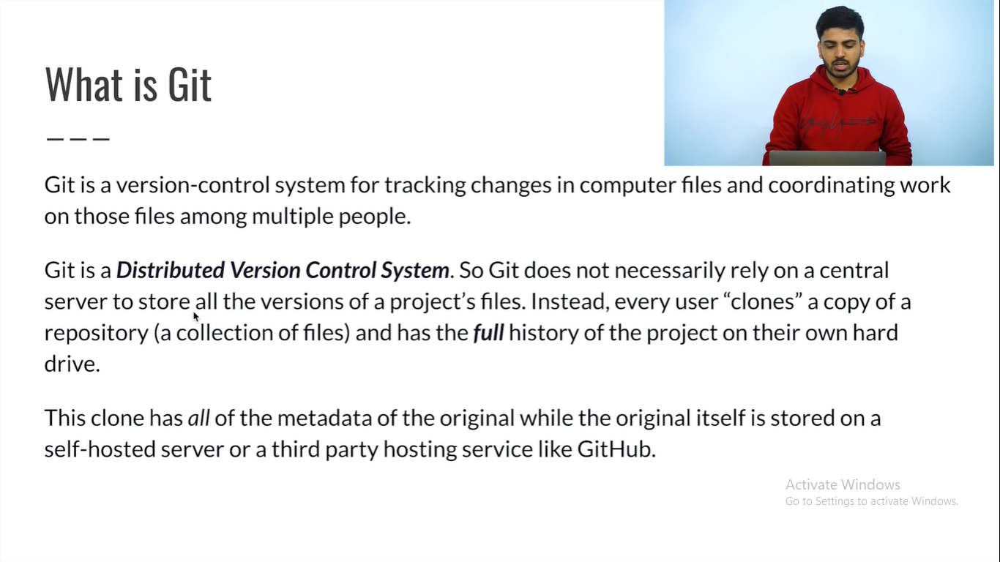 What is Git
Git is a version-control system for tracking changes in computer files and coordinating work
on those files among multiple people.
Git is a Distributed Version Control System. So Git does not necessarily rely on a central
server to store all the versions of a project’s files. Instead, every user “clones” a copy of a
repository (a collection of files) and has the full history of the project on their own hard
drive.
This clone has all of the metadata of the original while the original itself is stored on a
self-hosted server or a third party hosting service like GitHub.
Activate Windows
Go to Settings to activate Windows.